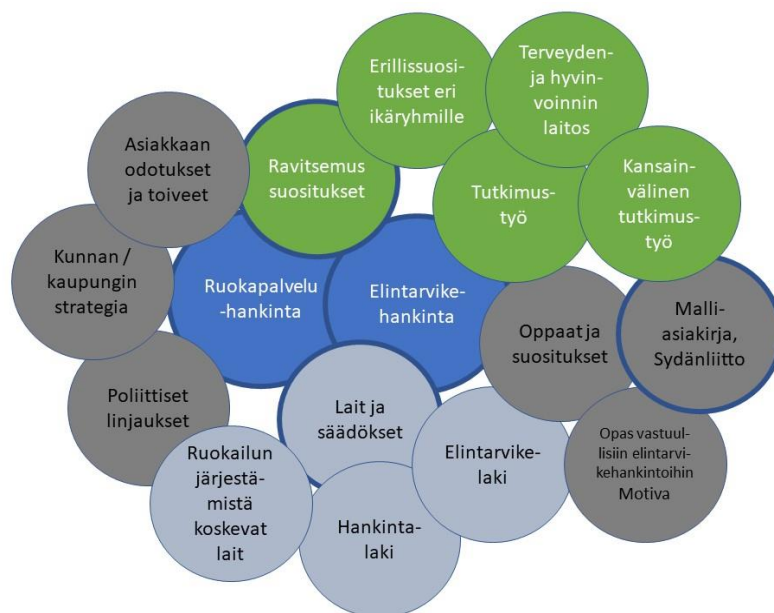 Erillissuosi-
tukset eri
ikäryhmille
Terveyden-
ja hyvin-
voinnin
laitos
Asiakkaan
odotukset
ja toiveet
Ravitsemus
suositukset
Tutkimus-
työ
Kansain-
välinen
tutkimus-
työ
Kunnan /
kaupungin
strategia
Ruokapalvelu
-hankinta
Elintarvike-
hankinta
Oppaat ja
suositukset
Malli-
asiakirja,
Sydänliitto
Poliittiset
linjaukset
Lait ja
säädökset
Ruokailun
järjestä-
mistä
koskevat
lait
Hankinta-
laki
Elintarvike-
laki
Opas vastuul-
lisiin elintarvi-
kehankintoihin
Motiva